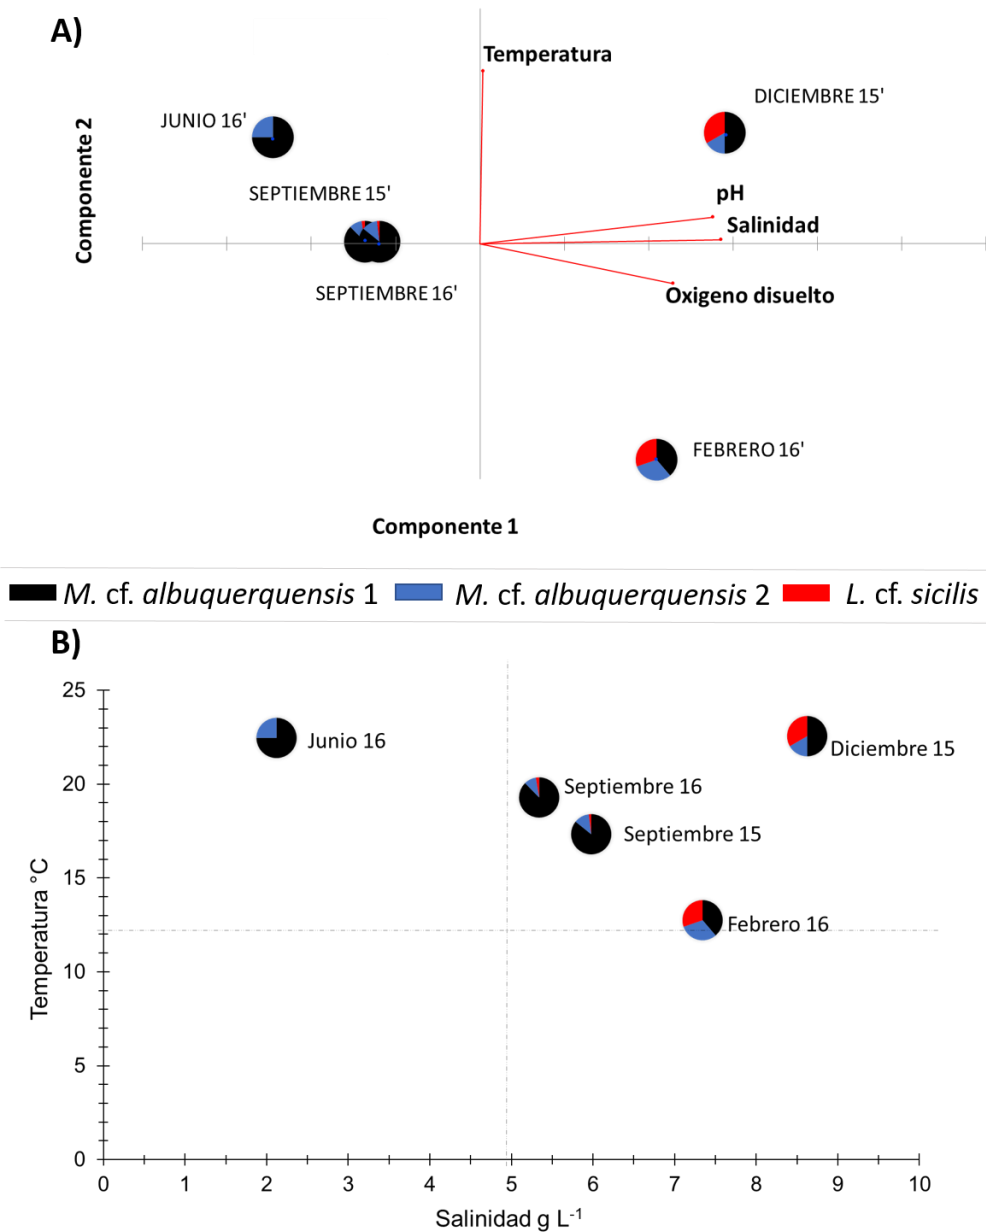 A)
Temperatura
DICIEMBRE 15'
JUNIO 16'
SEPTIEMBRE 15'
pH
Salinidad
Componente 2
SEPTIEMBRE 16'
Oxigeno disuelto
FEBRERO 16'
Componente 1
M. cf. albuquerquensis 1 M. cf. albuquerquensis 2 L. cf. sicilis
B)
25
20
15
10
5
0
Temperatura °C
Junio 16
Diciembre 15
Septiembre 16
Septiembre 15
Febrero 16
0 1 2 3 4 5 6 7 8 9 10
Salinidad g L⁻¹